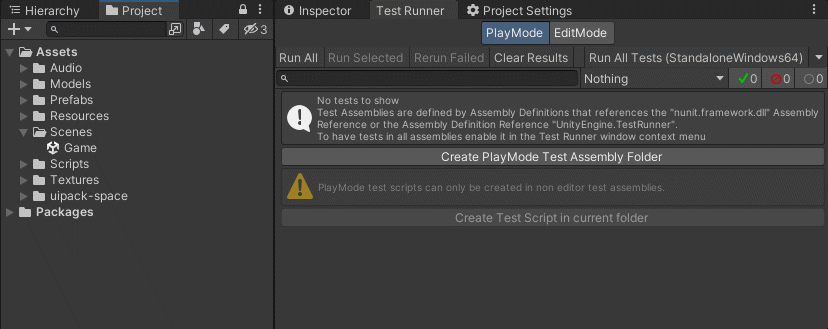 Hierarchy Project Inspector Test Runner Project Settings
PlayMode EditMode
3 Run All Run Selected Rerun Failed Clear Results Run All Tests (StandaloneWindows64)
Nothing 0 0 0
Assets
Audio
Models
Prefabs
Resources
Scenes
Game
Scripts
Textures
uipack-space
Packages
No tests to show
Test Assemblies are defined by Assembly Definitions that references the "nunit.framework.dll" Assembly
Reference or the Assembly Definition Reference "UnityEngine.TestRunner".
To have tests in all assemblies enable it in the Test Runner window context menu
Create PlayMode Test Assembly Folder
PlayMode test scripts can only be created in non editor test assemblies.
Create Test Script in current folder